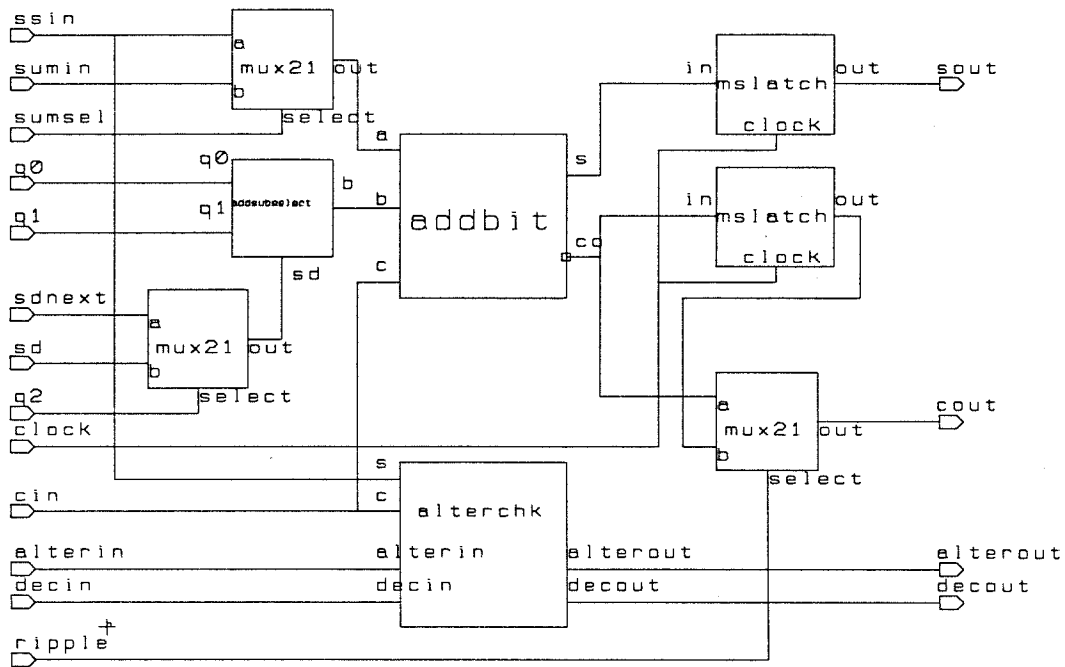 ssin
a
mux21 out
sumin
b
sumsel
select
in
out
mslatch
sout
clock
a
s
q0
q0
b
q1
q1
addsubselect
b
addbit
in
out
mslatch
co
clock
sd
c
sdnext
a
mux21 out
sd
b
q2
select
clock
a
mux21 out
cout
b
select
s
cin
c
alterchk
alterin
alterin
alterout
alterout
decin
decin
decout
decout
ripple